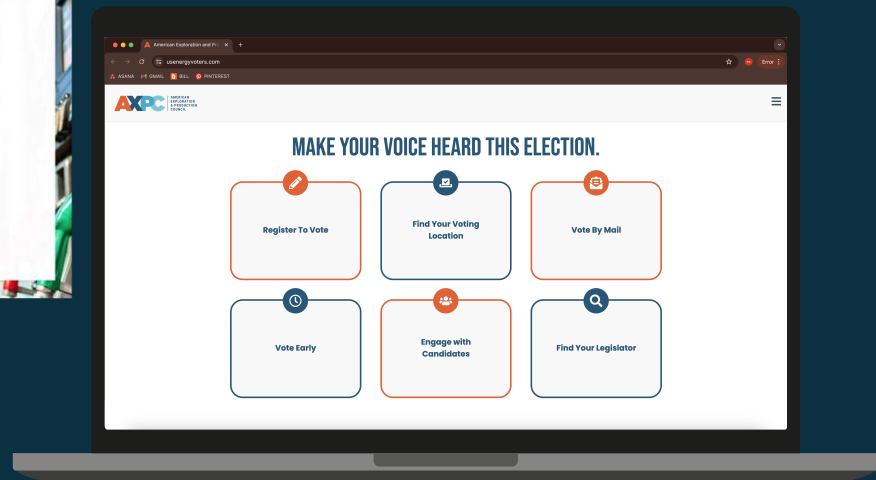 American Exploration and Pr
usenergyvoters.com
Error
ASANA
GMAIL
BILL
PINTEREST
AXPC
AMERICAN
EXPLORATION
& PRODUCTION
COUNCIL
MAKE YOUR VOICE HEARD THIS ELECTION.
Register To Vote
Find Your Voting
Location
Vote By Mail
Vote Early
Engage with
Candidates
Find Your Legislator